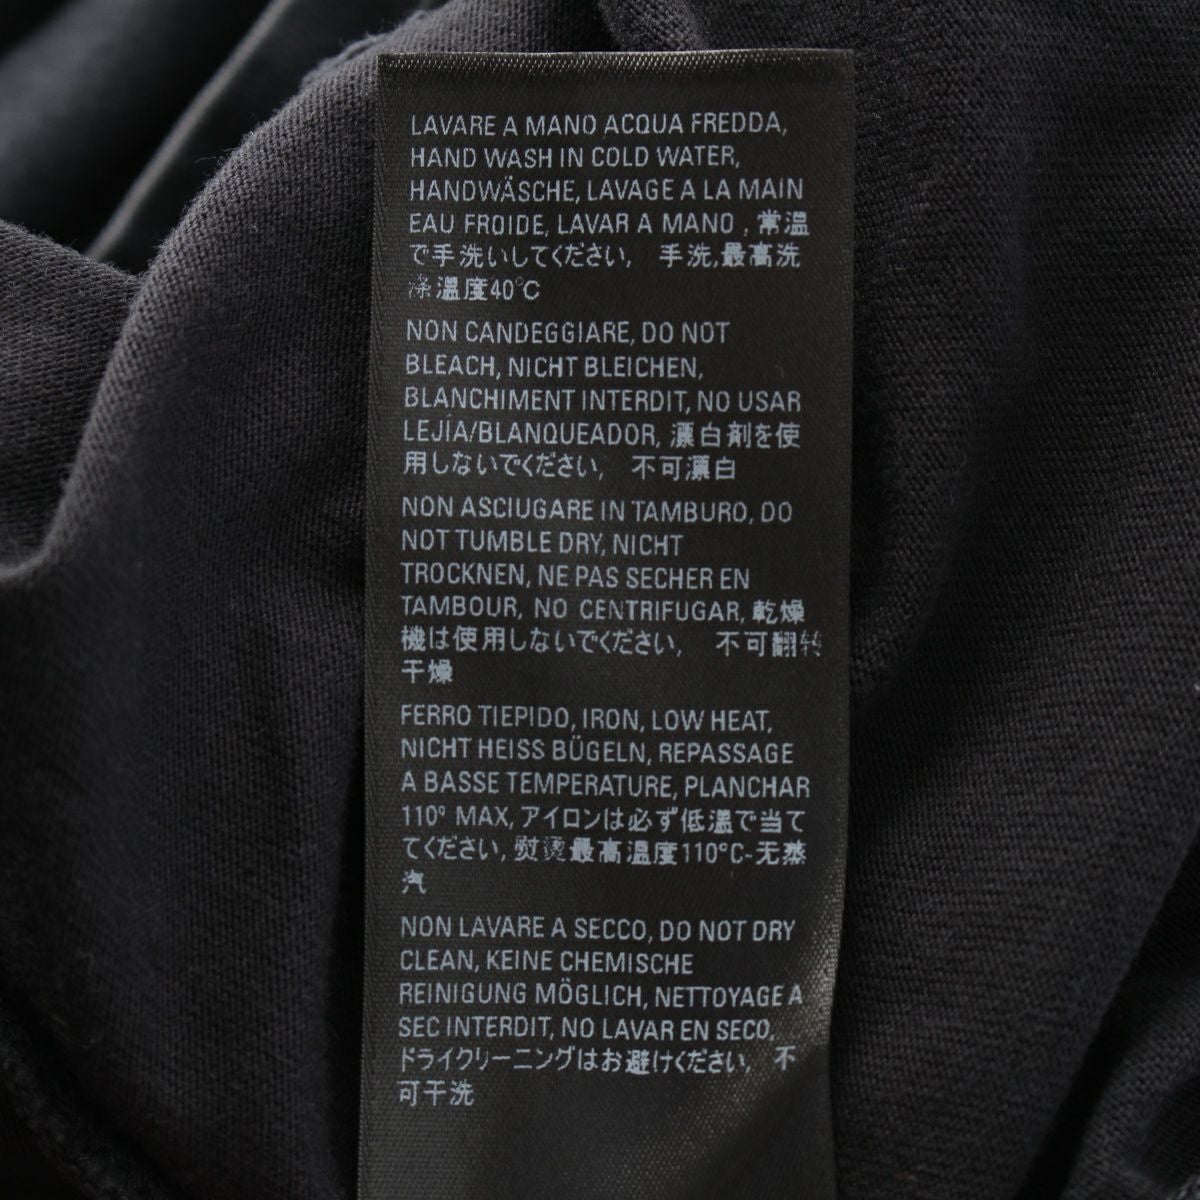 LAVARE A MANO ACQUA FREDDA,
HAND WASH IN COLD WATER,
HANDWÄSCHE, LAVAGE A LA MAIN
EAU FROIDE, LAVAR A MANO , 常温
で手洗いしてください, 手洗,最高洗
涤温度40°C
NON CANDEGGIARE, DO NOT
BLEACH, NICHT BLEICHEN,
BLANCHIMENT INTERDIT, NO USAR
LEJÍA/BLANQUEADOR, 漂白剤を使
用しないでください, 不可漂白
NON ASCIUGARE IN TAMBURO, DO
NOT TUMBLE DRY, NICHT
TROCKNEN, NE PAS SECHER EN
TAMBOUR, NO CENTRIFUGAR, 乾燥
機は使用しないでください, 不可翻转
干燥
FERRO TIEPIDO, IRON, LOW HEAT,
NICHT HEISS BÜGELN, REPASSAGE
A BASSE TEMPERATURE, PLANCHAR
110° MAX, アイロンは必ず低温で当て
てください, 熨烫最高温度110°C-无蒸
汽
NON LAVARE A SECCO, DO NOT DRY
CLEAN, KEINE CHEMISCHE
REINIGUNG MÖGLICH, NETTOYAGE A
SEC INTERDIT, NO LAVAR EN SECO,
ドライクリーニングはお避けください, 不
可干洗